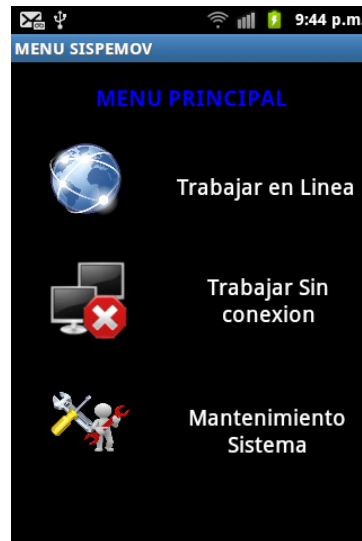 9:44 p.m.
MENU SISPEMOV
MENU PRINCIPAL
Trabajar en Linea
Trabajar Sin
conexion
Mantenimiento
Sistema